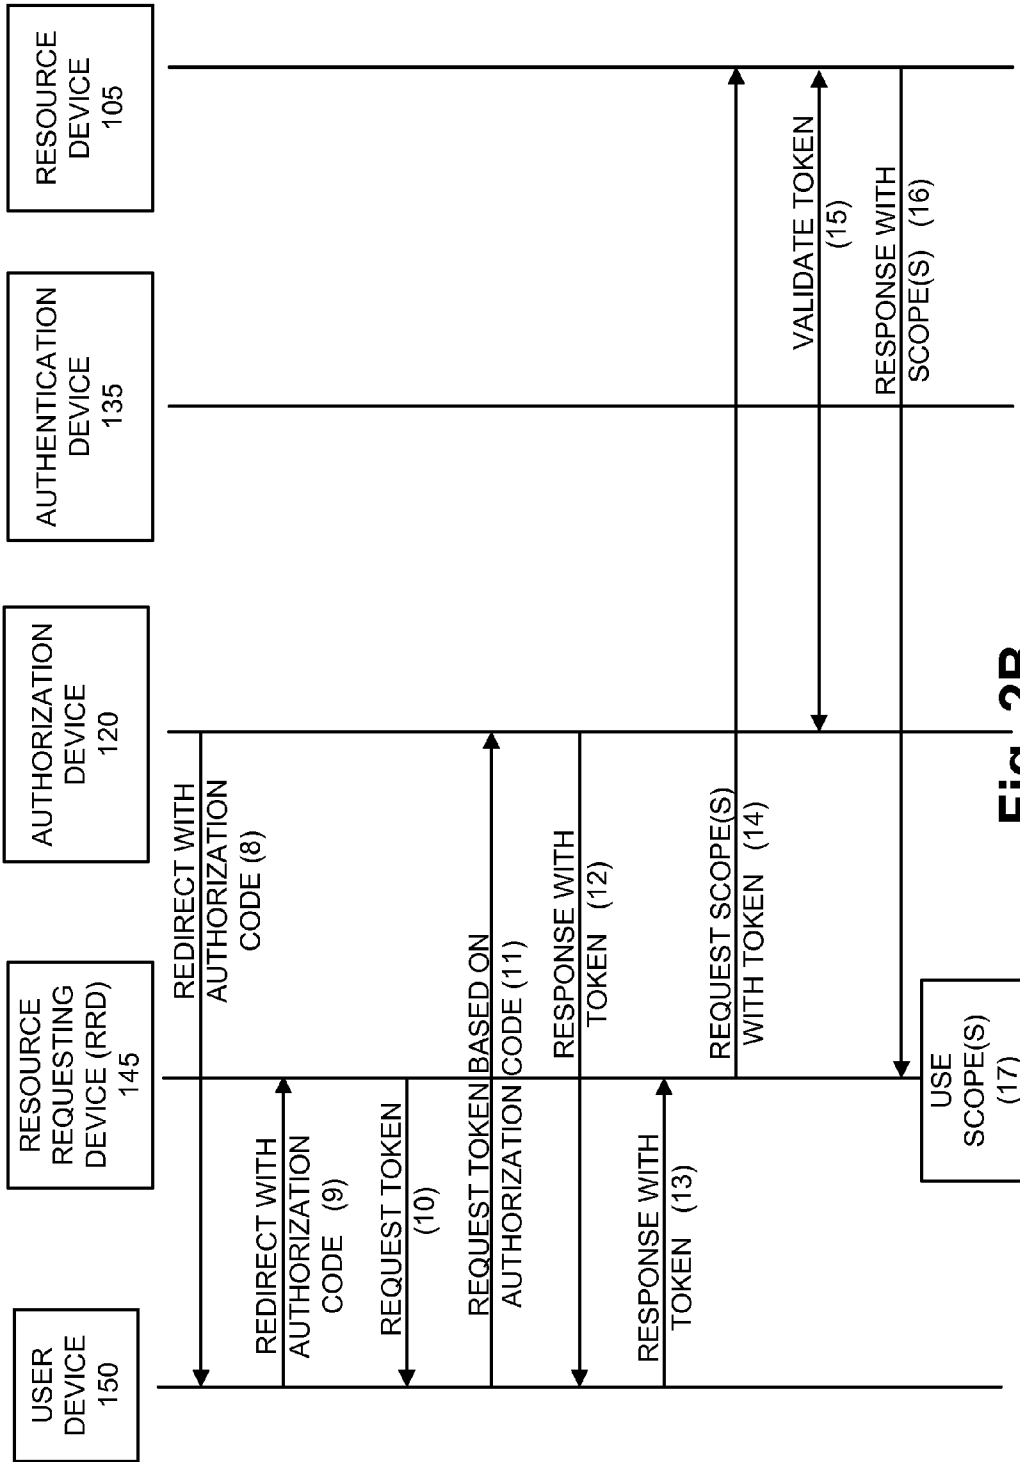 USER
DEVICE
150
RESOURCE
REQUESTING
DEVICE (RRD)
145
AUTHORIZATION
DEVICE
120
AUTHENTICATION
DEVICE
135
RESOURCE
DEVICE
105
REDIRECT WITH
AUTHORIZATION
CODE (8)
REDIRECT WITH
AUTHORIZATION
CODE (9)
REQUEST TOKEN
(10)
REQUEST TOKEN BASED ON
AUTHORIZATION CODE (11)
RESPONSE WITH
TOKEN (12)
RESPONSE WITH
TOKEN (13)
REQUEST SCOPE(S)
WITH TOKEN (14)
VALIDATE TOKEN
(15)
RESPONSE WITH
SCOPE(S) (16)
USE
SCOPE(S)
(17)
Fig. 2B